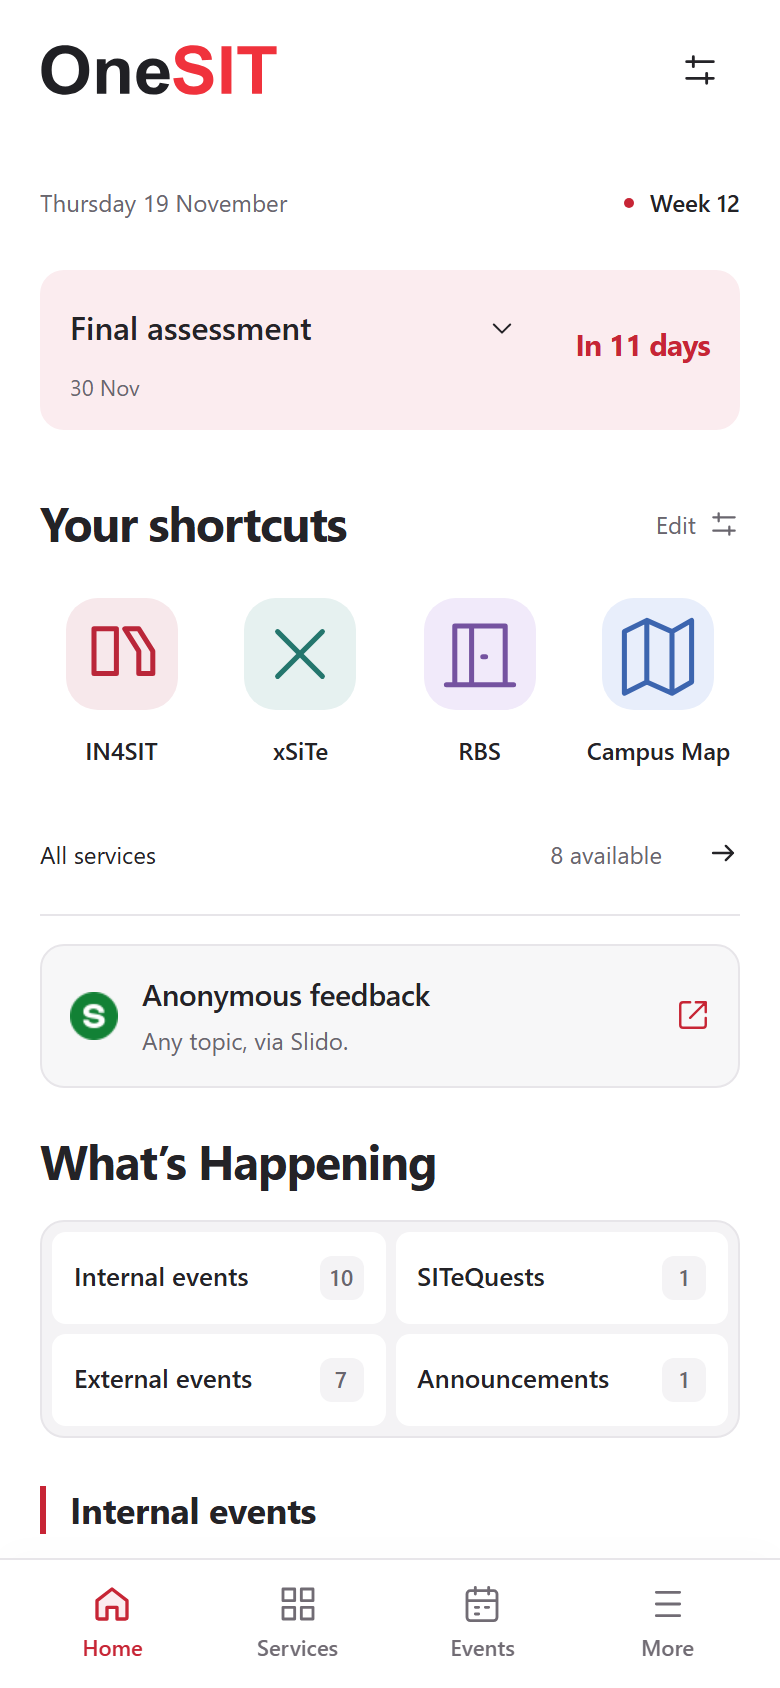 OneSIT
Thursday 19 November
Week 12
Final assessment
In 11 days
30 Nov
Your shortcuts
Edit
IN4SIT
xSiTe
RBS
Campus Map
All services
8 available
S
Anonymous feedback
Any topic, via Slido.
What’s Happening
Internal events 10
SITeQuests 1
External events 7
Announcements 1
Internal events
Home
Services
Events
More